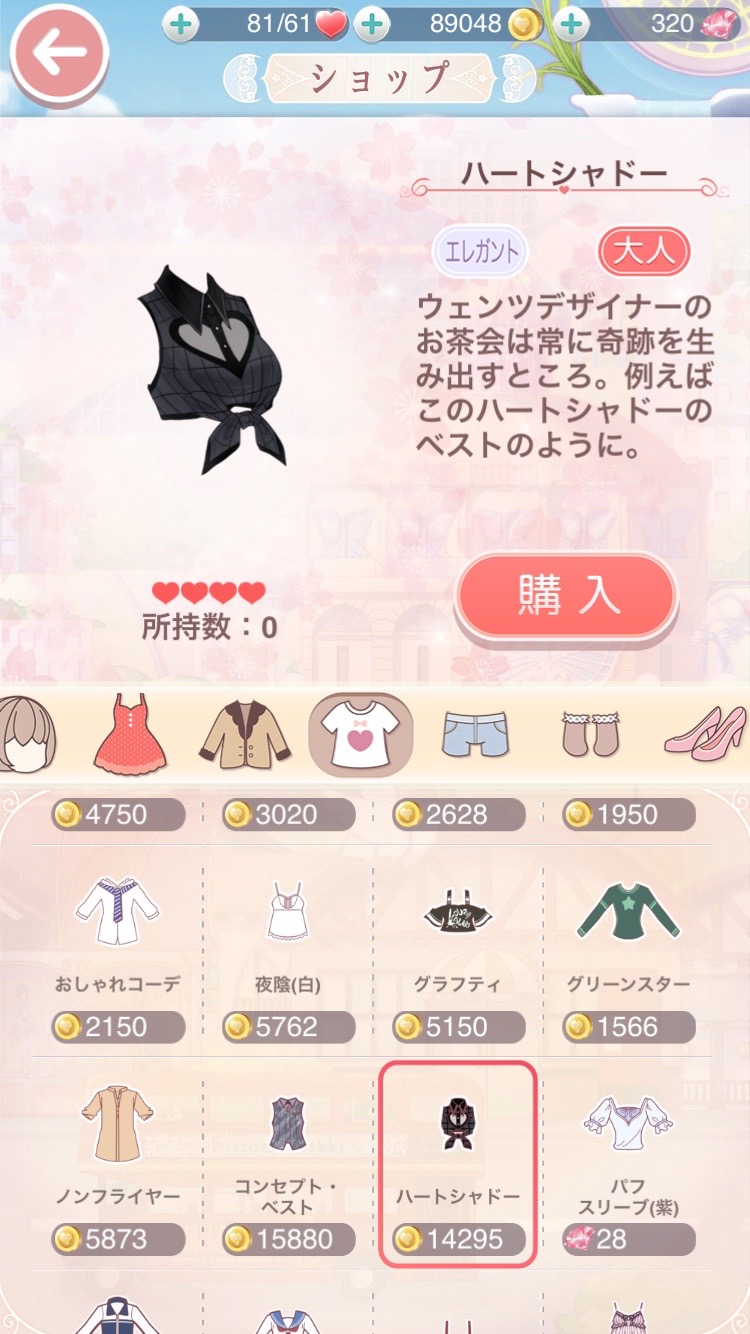 81/61
89048
320
ショップ
ハートシャドー
エレガント
大人
ウェンツデザイナーの
お茶会は常に奇跡を生
み出すところ。例えば
このハートシャドーの
ベストのように。
所持数：0
購入
4750
3020
2628
1950
おしゃれコーデ
夜陰(白)
グラフティ
グリーンスター
2150
5762
5150
1566
ノンフライヤー
コンセプト・
ベスト
ハートシャドー
パフ
スリーブ(紫)
5873
15880
14295
28